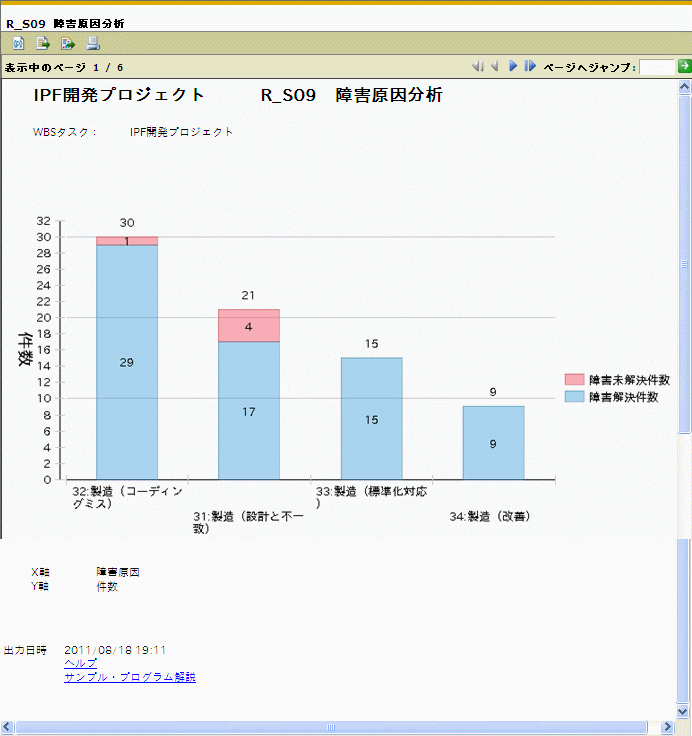 R_S09 障害原因分析
表示中のページ 1 / 6
ページへジャンプ:
IPF開発プロジェクト R_S09 障害原因分析
WBSタスク： IPF開発プロジェクト
32
30
28
26
24
22
20
18
16
14
12
10
8
6
4
2
0
件数
30
1
29
21
4
17
15
15
9
9
32:製造（コーディン
グミス）
31:製造（設計と不一
致）
33:製造（標準化対応
）
34:製造（改善）
障害未解決件数
障害解決件数
X軸 障害原因
Y軸 件数
出力日時 2011/08/18 19:11
ヘルプ
サンプル・プログラム解説